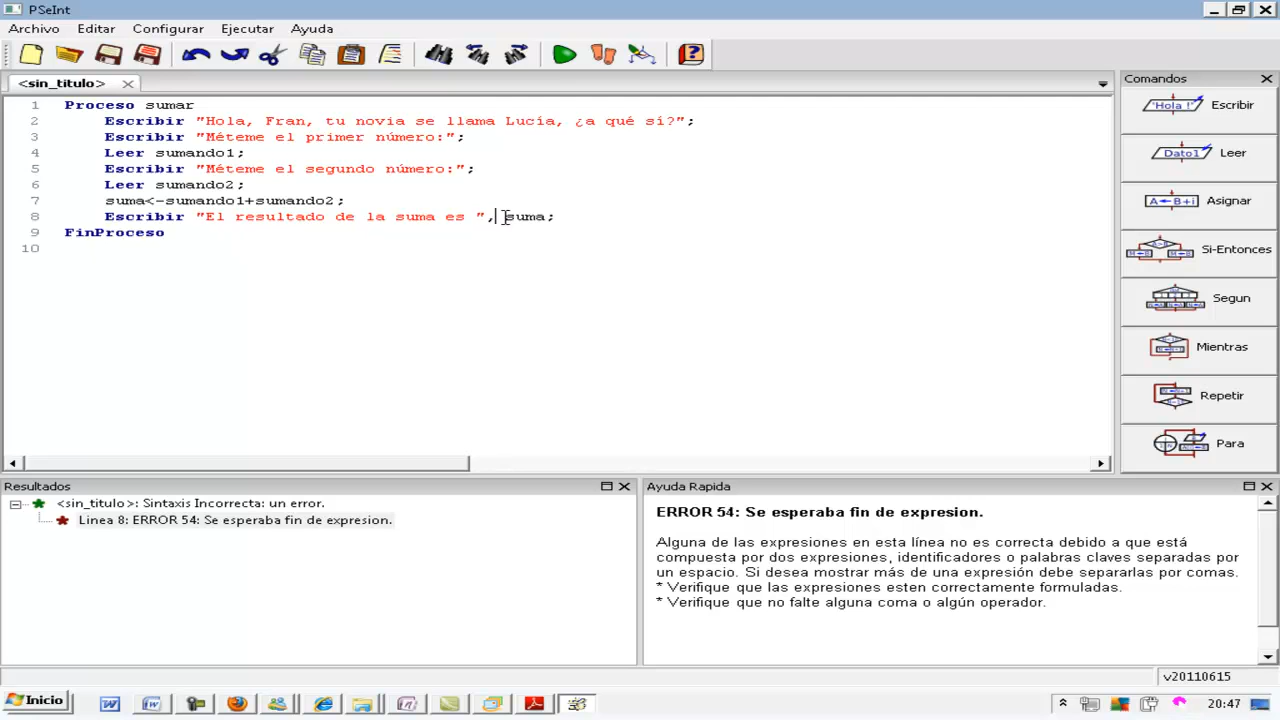 PSeInt
Archivo Editar Configurar Ejecutar Ayuda
<sin_titulo>
1 Proceso sumar
2 Escribir "Hola, Fran, tu novia se llama Lucía, ¿a qué sí?";
3 Escribir "Méteme el primer número:";
4 Leer sumando1;
5 Escribir "Méteme el segundo número:";
6 Leer sumando2;
7 suma<-sumando1+sumando2;
8 Escribir "El resultado de la suma es ", suma;
9 FinProceso
10
Comandos
'Hola !' Escribir
Dato1 Leer
A←B+i Asignar
Si-Entonces
Segun
Mientras
Repetir
Para
Resultados
<sin_titulo>: Sintaxis Incorrecta: un error.
Linea 8: ERROR 54: Se esperaba fin de expresion.
Ayuda Rapida
ERROR 54: Se esperaba fin de expresion.
Alguna de las expresiones en esta línea no es correcta debido a que está
compuesta por dos expresiones, identificadores o palabras claves separadas por
un espacio. Si desea mostrar más de una expresión debe separarlas por comas.
* Verifique que las expresiones esten correctamente formuladas.
* Verifique que no falte alguna coma o algún operador.
v20110615
Inicio
20:47